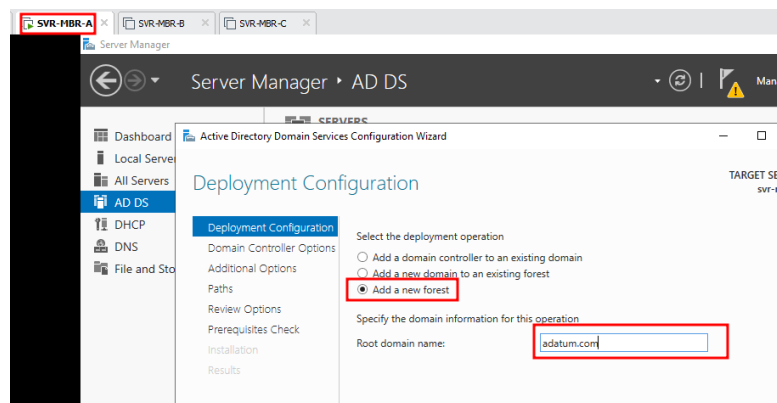 SVR-MBR-A
SVR-MBR-B
SVR-MBR-C
Server Manager
Server Manager
AD DS
Man
SERVERS
Dashboard
Local Server
All Servers
AD DS
DHCP
DNS
File and Sto
Active Directory Domain Services Configuration Wizard
Deployment Configuration
TARGET SE
svr-
Deployment Configuration
Domain Controller Options
Additional Options
Paths
Review Options
Prerequisites Check
Installation
Results
Select the deployment operation
Add a domain controller to an existing domain
Add a new domain to an existing forest
Add a new forest
Specify the domain information for this operation
Root domain name:
adatum.com